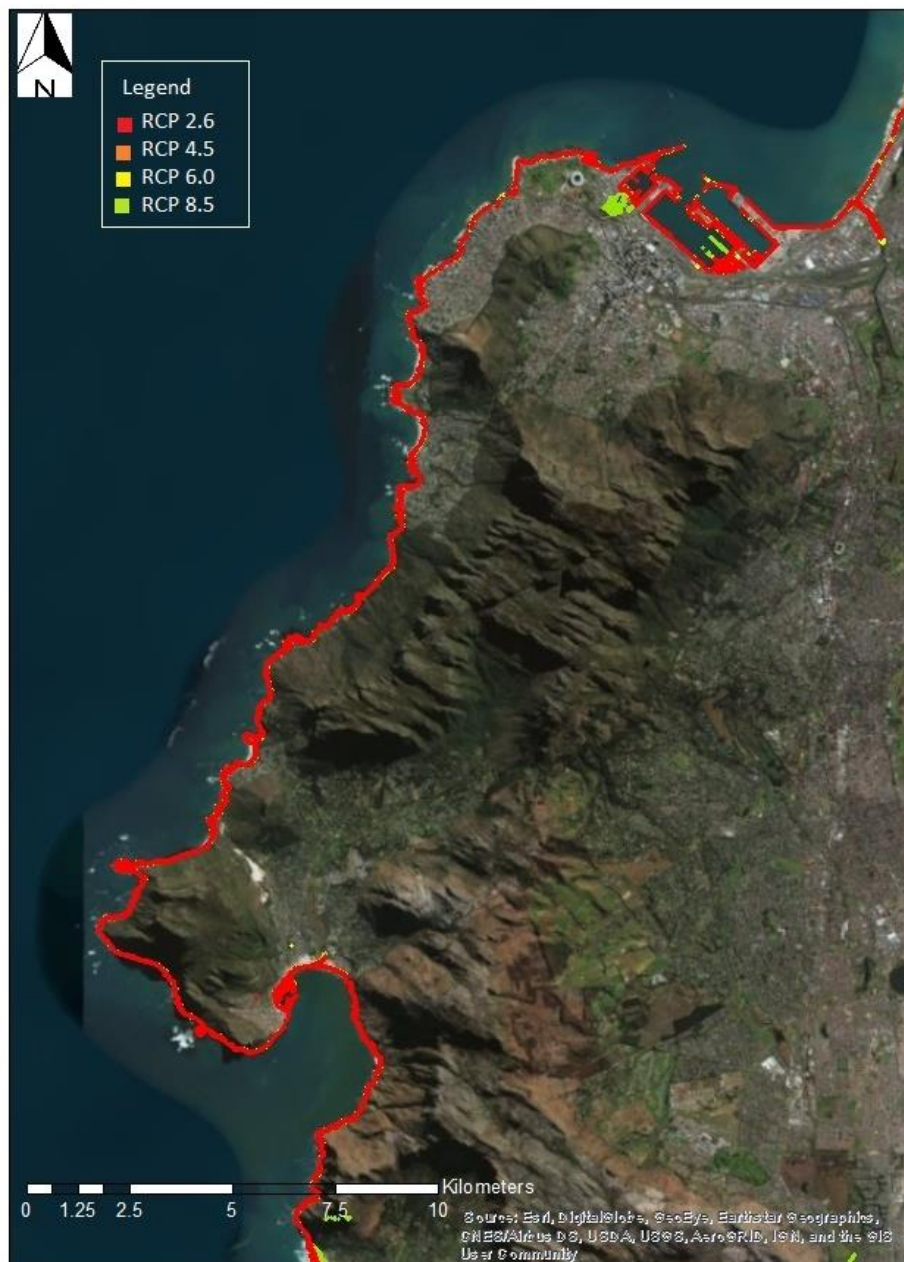 N
Legend
RCP 2.6
RCP 4.5
RCP 6.0
RCP 8.5
Kilometers
0 1.25 2.5 5 7.5 10
Source: Esri, DigitalGlobe, GeoEye, Earthstar Geographics,
CNES/Airbus DS, USDA, USGS, AeroGRID, IGN, and the GIS
User Community